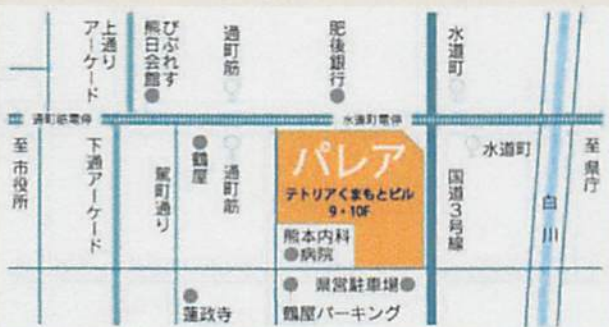 上通りアーケード
びぷれす熊日会館
通町筋
肥後銀行
水道町
通町筋電停
水道町電停
至市役所
下通アーケード
駕町通り
鶴屋
通町筋
パレア
テトリアくまもとビル
9・10F
熊本内科
病院
国道3号線
水道町
白川
至県庁
蓮政寺
県営駐車場
鶴屋パーキング